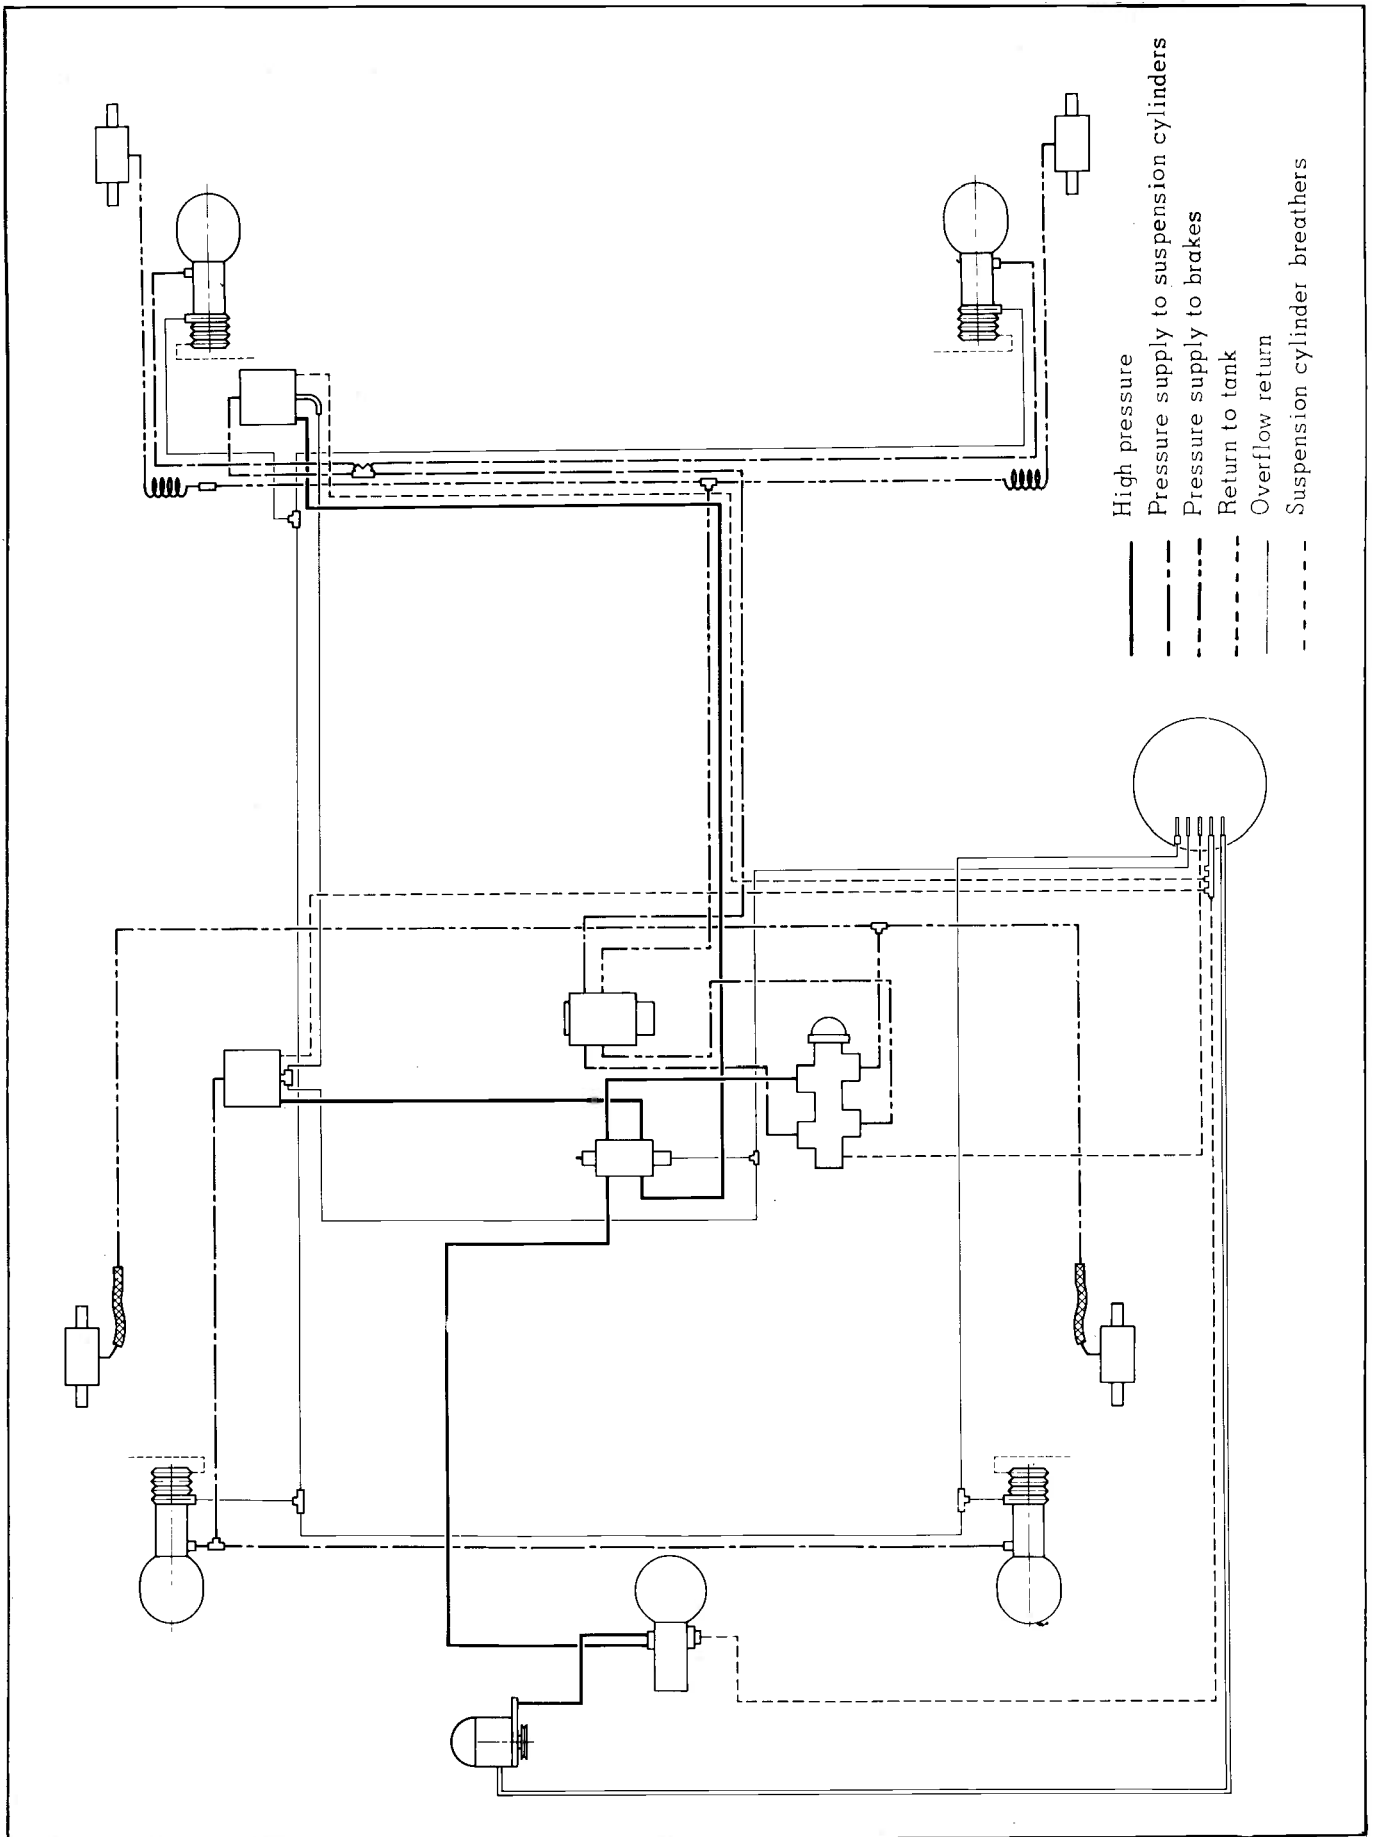 High pressure
Pressure supply to suspension cylinders
Pressure supply to brakes
Return to tank
Overflow return
Suspension cylinder breathers